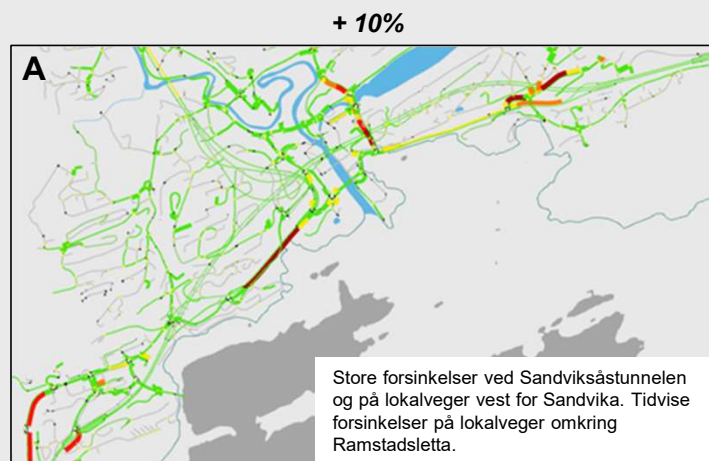 + 10%
A
Store forsinkelser ved Sandviksåstunnelen
og på lokalveger vest for Sandvika. Tidvise
forsinkelser på lokalveger omkring
Ramstadsletta.